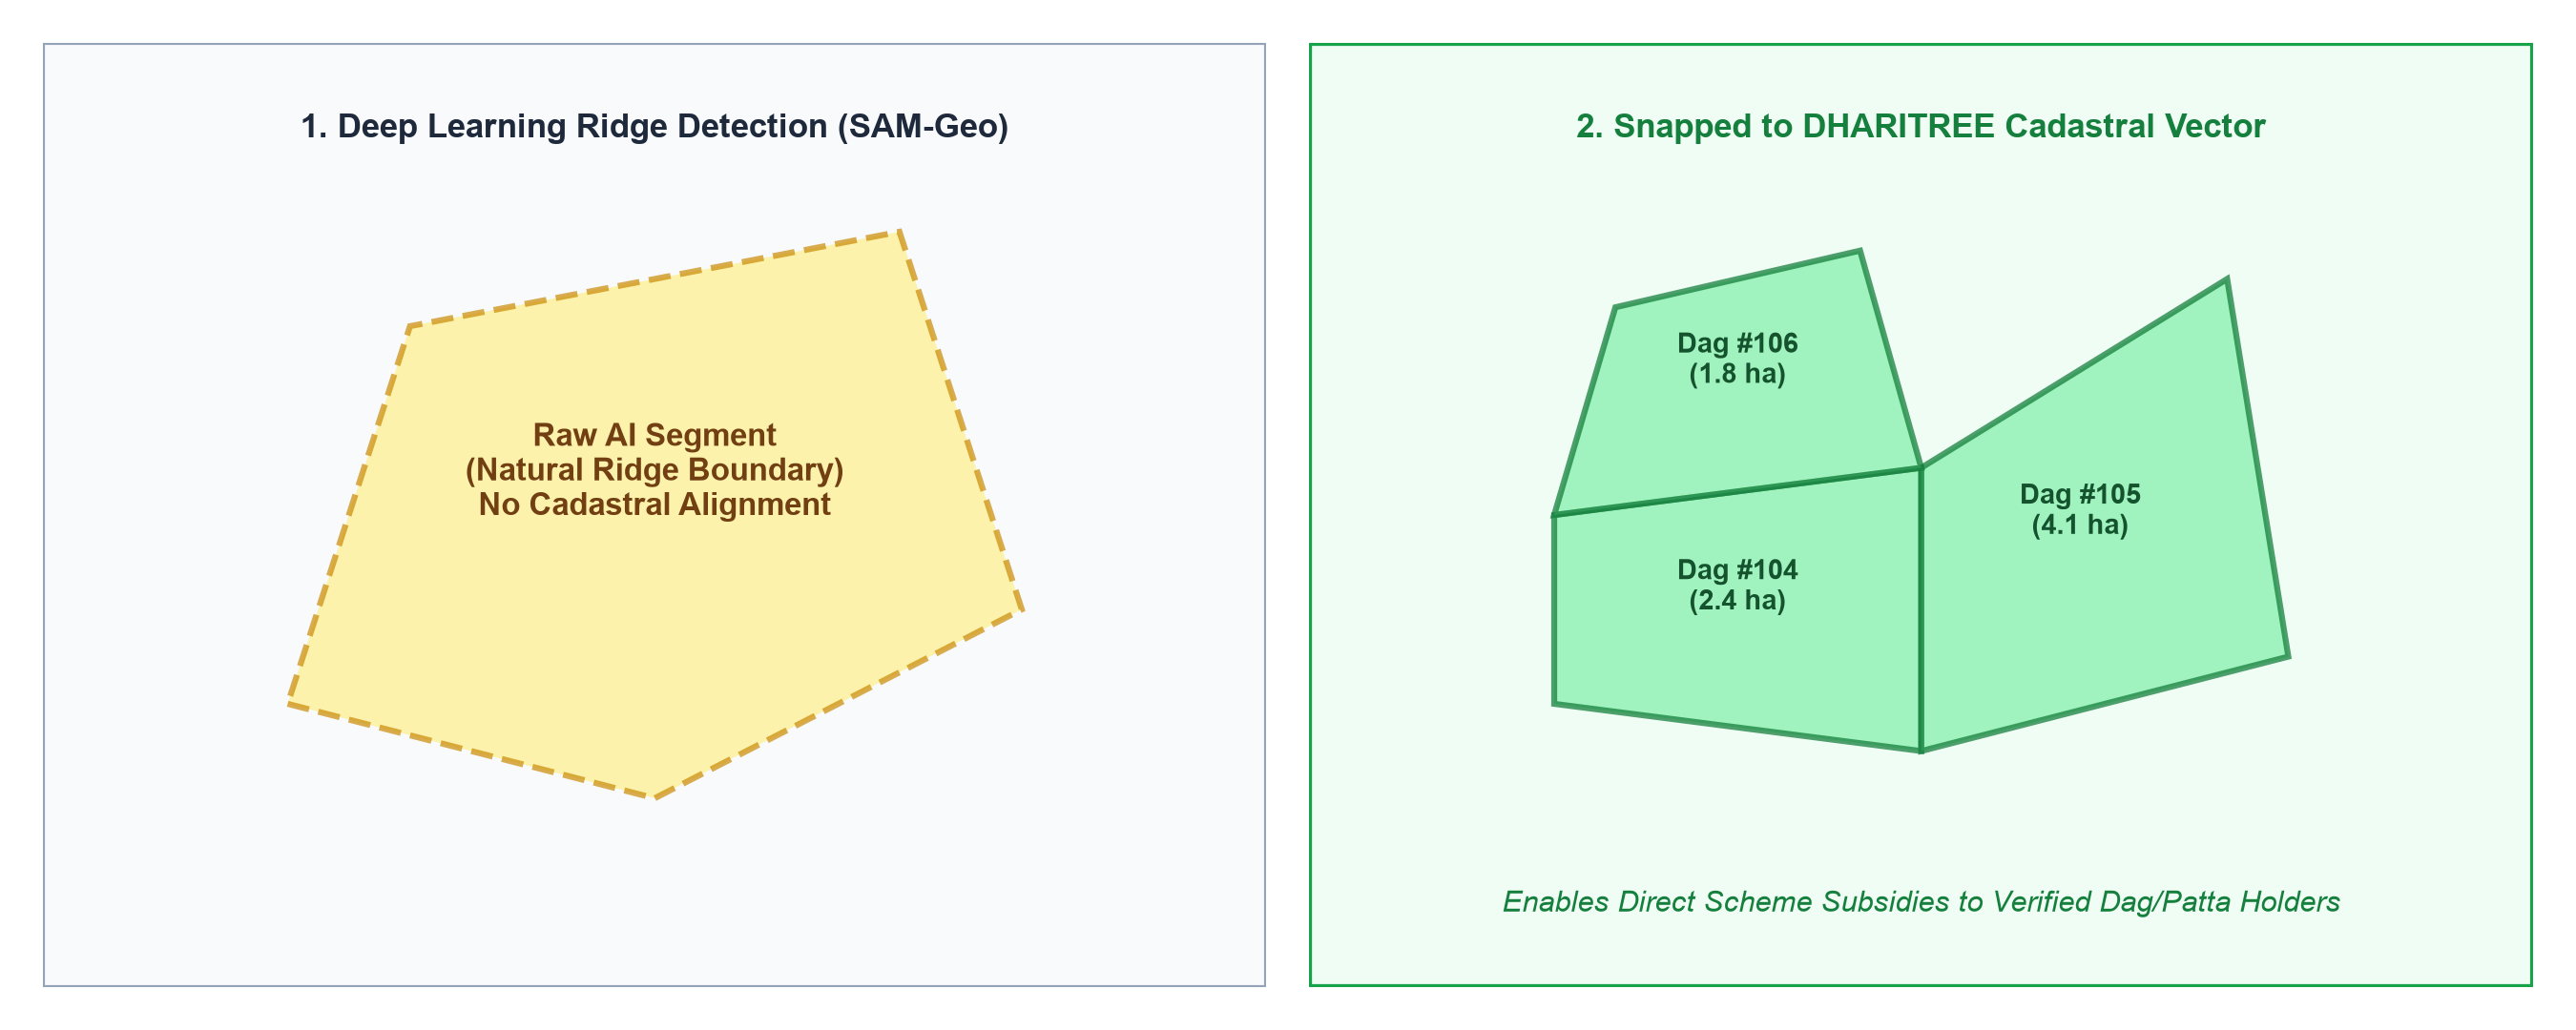 1. Deep Learning Ridge Detection (SAM-Geo)
Raw AI Segment
(Natural Ridge Boundary)
No Cadastral Alignment
2. Snapped to DHARITREE Cadastral Vector
Dag #106
(1.8 ha)
Dag #105
(4.1 ha)
Dag #104
(2.4 ha)
Enables Direct Scheme Subsidies to Verified Dag/Patta Holders